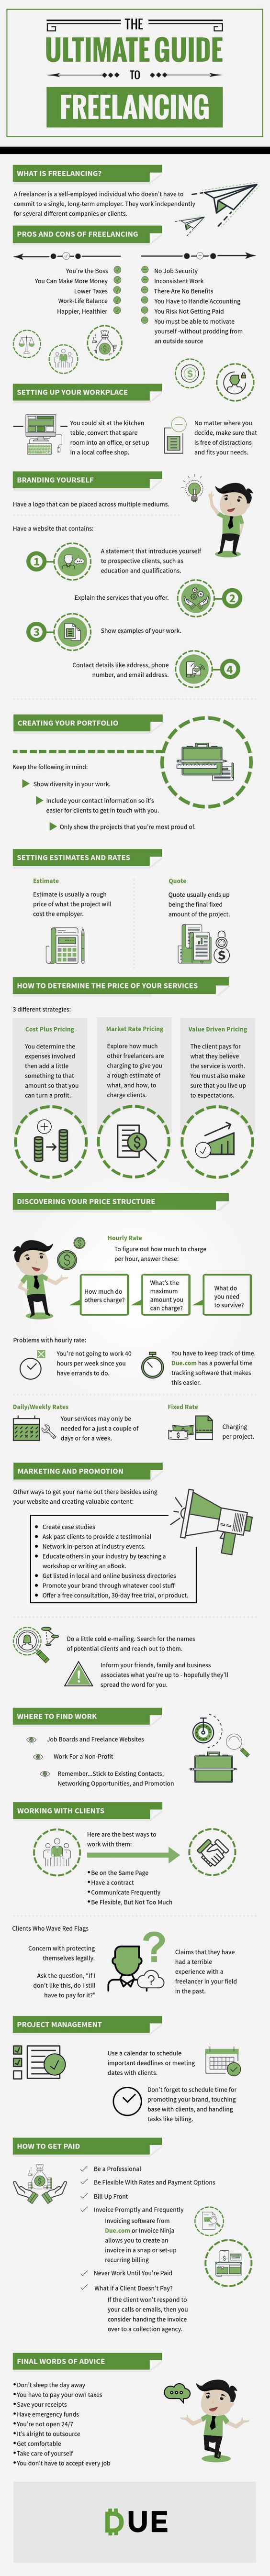 THE
ULTIMATE GUIDE
TO
FREELANCING
WHAT IS FREELANCING?
A freelancer is a self-employed individual who doesn't have to
commit to a single, long-term employer. They work independently
for several different companies or clients.
PROS AND CONS OF FREELANCING
You're the Boss
You Can Make More Money
Lower Taxes
Work-Life Balance
Happier, Healthier
No Job Security
Inconsistent Work
There Are No Benefits
You Have to Handle Accounting
You Risk Not Getting Paid
You must be able to motivate
yourself -without prodding from
an outside source
SETTING UP YOUR WORKPLACE
You could sit at the kitchen
table, convert that spare
room into an office, or set up
in a local coffee shop.
No matter where you
decide, make sure that
is free of distractions
and fits your needs.
BRANDING YOURSELF
Have a logo that can be placed across multiple mediums.
Have a website that contains:
1
A statement that introduces yourself
to prospective clients, such as
education and qualifications.
Explain the services that you offer.
2
3
Show examples of your work.
Contact details like address, phone
number, and email address.
4
CREATING YOUR PORTFOLIO
Keep the following in mind:
Show diversity in your work.
Include your contact information so it's
easier for clients to get in touch with you.
Only show the projects that you're most proud of.
SETTING ESTIMATES AND RATES
Estimate
Estimate is usually a rough
price of what the project will
cost the employer.
Quote
Quote usually ends up
being the final fixed
amount of the project.
HOW TO DETERMINE THE PRICE OF YOUR SERVICES
3 different strategies:
Cost Plus Pricing
You determine the
expenses involved
then add a little
something to that
amount so that you
can turn a profit.
Market Rate Pricing
Explore how much
other freelancers are
charging to give you
a rough estimate of
what, and how, to
charge clients.
Value Driven Pricing
The client pays for
what they believe
the service is worth.
You must also make
sure that you live up
to expectations.
DISCOVERING YOUR PRICE STRUCTURE
Hourly Rate
To figure out how much to charge
per hour, answer these:
How much do
others charge?
What's the
maximum
amount you
can charge?
What do
you need
to survive?
Problems with hourly rate:
You're not going to work 40
hours per week since you
have errands to do.
You have to keep track of time.
Due.com has a powerful time
tracking software that makes
this easier.
Daily/Weekly Rates
Your services may only be
needed for a just a couple of
days or for a week.
Fixed Rate
Charging
per project.
MARKETING AND PROMOTION
Other ways to get your name out there besides using
your website and creating valuable content:
Create case studies
Ask past clients to provide a testimonial
Network in-person at industry events.
Educate others in your industry by teaching a
workshop or writing an eBook.
Get listed in local and online business directories
Promote your brand through whatever cool stuff
Offer a free consultation, 30-day free trial, or product.
Do a little cold e-mailing. Search for the names
of potential clients and reach out to them.
Inform your friends, family and business
associates what you're up to - hopefully they'll
spread the word for you.
WHERE TO FIND WORK
Job Boards and Freelance Websites
Work For a Non-Profit
Remember...Stick to Existing Contacts,
Networking Opportunities, and Promotion
WORKING WITH CLIENTS
Here are the best ways to
work with them:
Be on the Same Page
Have a contract
Communicate Frequently
Be Flexible, But Not Too Much
Clients Who Wave Red Flags
Concern with protecting
themselves legally.
Ask the question, "If I
don't like this, do I still
have to pay for it?"
Claims that they have
had a terrible
experience with a
freelancer in your field
in the past.
PROJECT MANAGEMENT
Use a calendar to schedule
important deadlines or meeting
dates with clients.
Don't forget to schedule time for
promoting your brand, touching
base with clients, and handling
tasks like billing.
HOW TO GET PAID
Be a Professional
Be Flexible With Rates and Payment Options
Bill Up Front
Invoice Promptly and Frequently
Invoicing software from
Due.com or Invoice Ninja
allows you to create an
invoice in a snap or set-up
recurring billing
Never Work Until You're Paid
What if a Client Doesn't Pay?
If the client won't respond to
your calls or emails, then you
consider handing the invoice
over to a collection agency.
FINAL WORDS OF ADVICE
Don't sleep the day away
You have to pay your own taxes
Save your receipts
Have emergency funds
You're not open 24/7
It's alright to outsource
Get comfortable
Take care of yourself
You don't have to accept every job
DUE